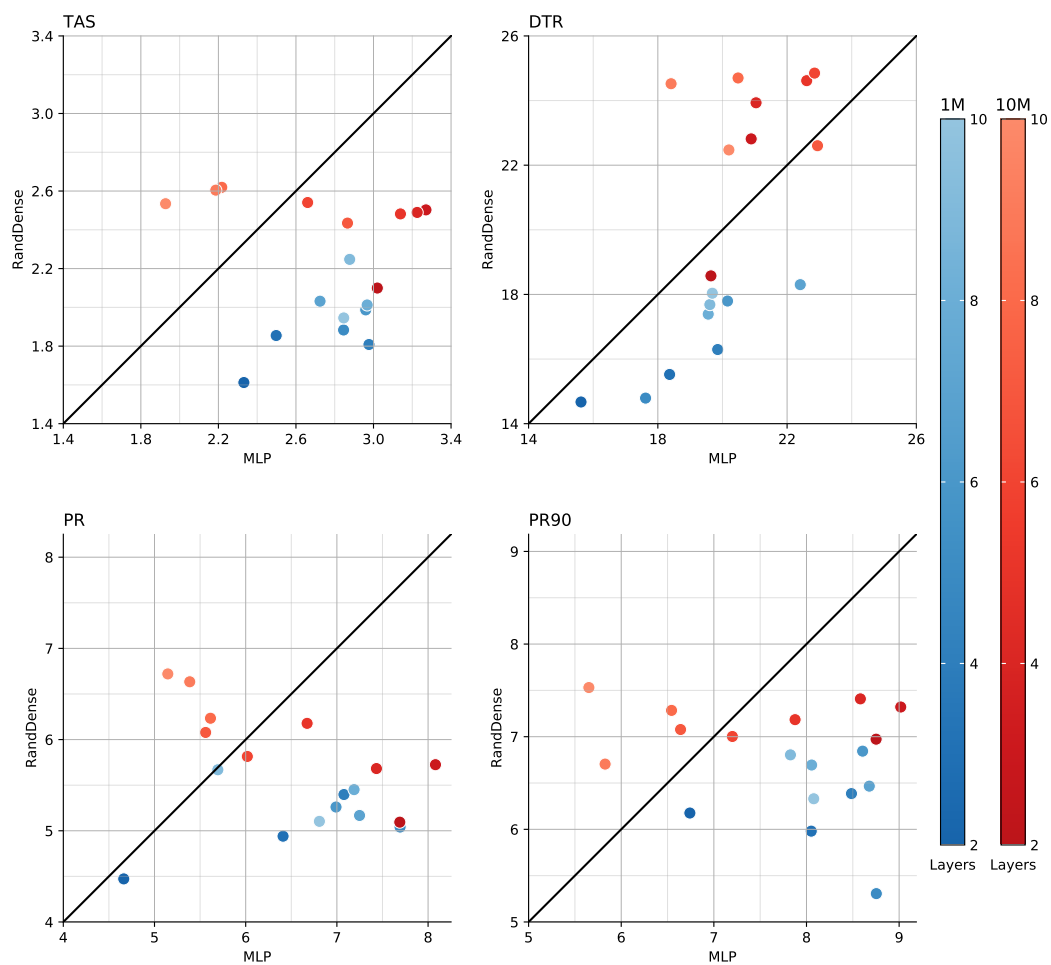 TAS
3.4
3.0
2.6
2.2
1.8
1.4
RandDense
1.4 1.8 2.2 2.6 3.0 3.4
MLP
DTR
26
22
18
14
RandDense
14 18 22 26
MLP
PR
8
7
6
5
4
RandDense
4 5 6 7 8
MLP
PR90
9
8
7
6
5
RandDense
5 6 7 8 9
MLP
1M
10
8
6
4
2
Layers
10M
10
8
6
4
2
Layers